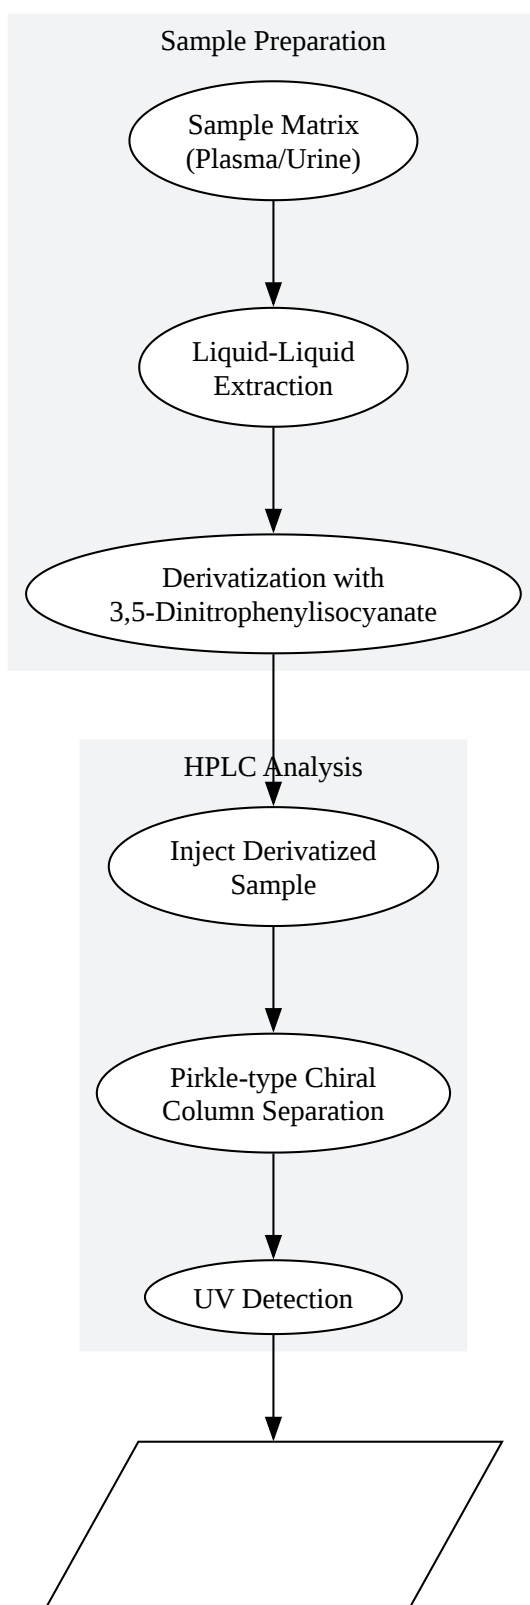 Sample Preparation
Sample Matrix
(Plasma/Urine)
Liquid-Liquid
Extraction
Derivatization with
3,5-Dinitrophenylisocyanate
HPLC Analysis
Inject Derivatized
Sample
Pirkle-type Chiral
Column Separation
UV Detection